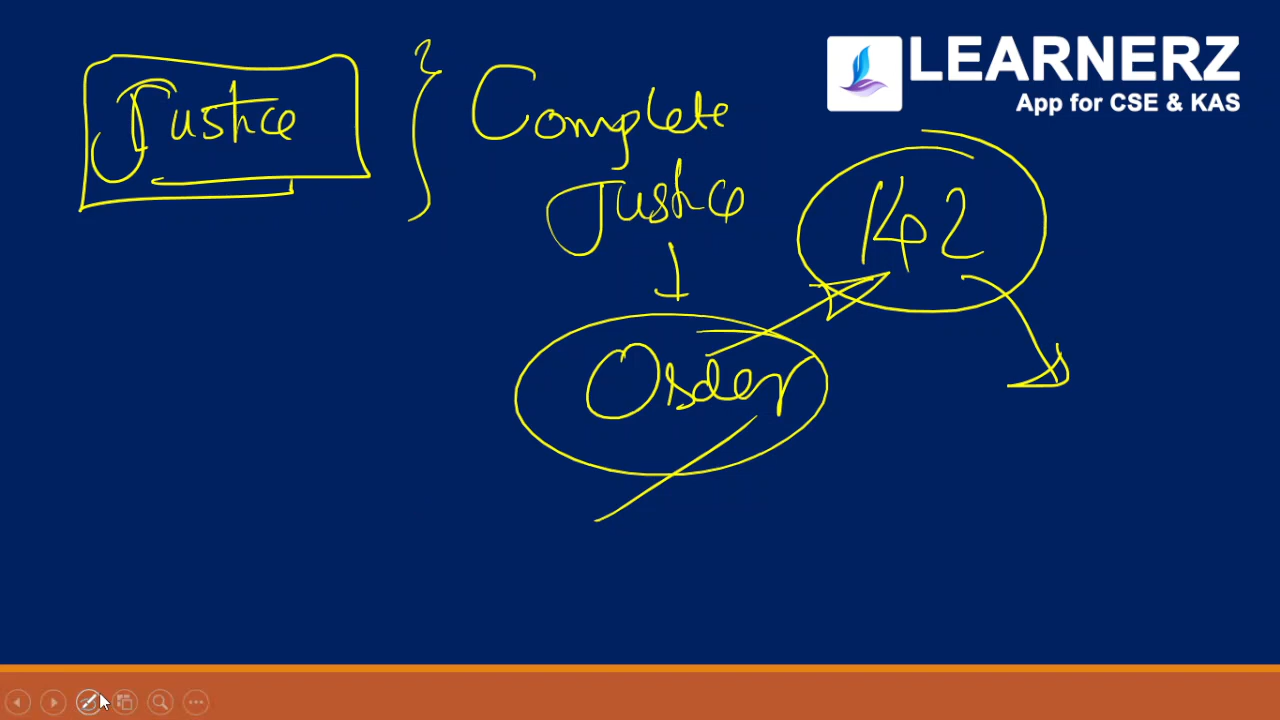 Justice
Complete
Justice
Order
142
LEARNERZ
App for CSE & KAS